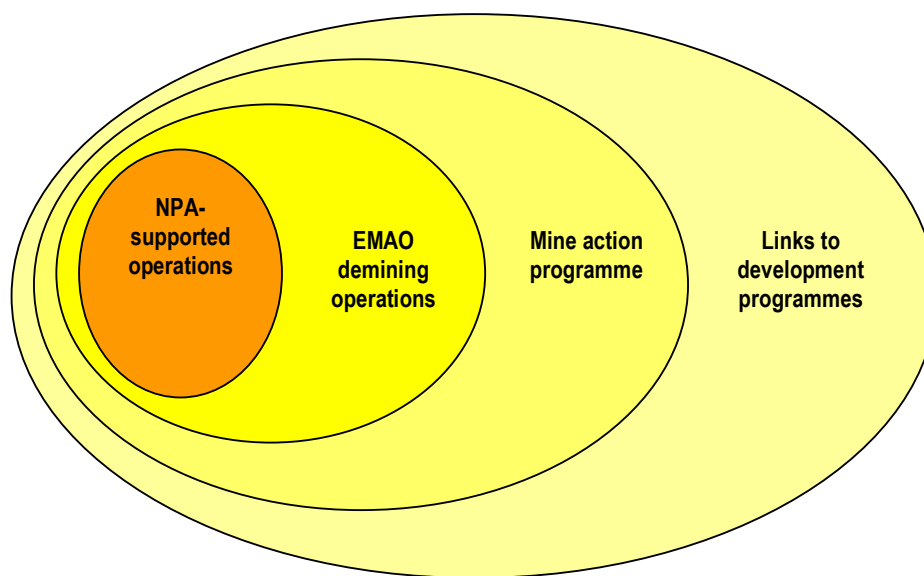 NPA-
supported
operations
EMAO
demining
operations
Mine action
programme
Links to
development
programmes